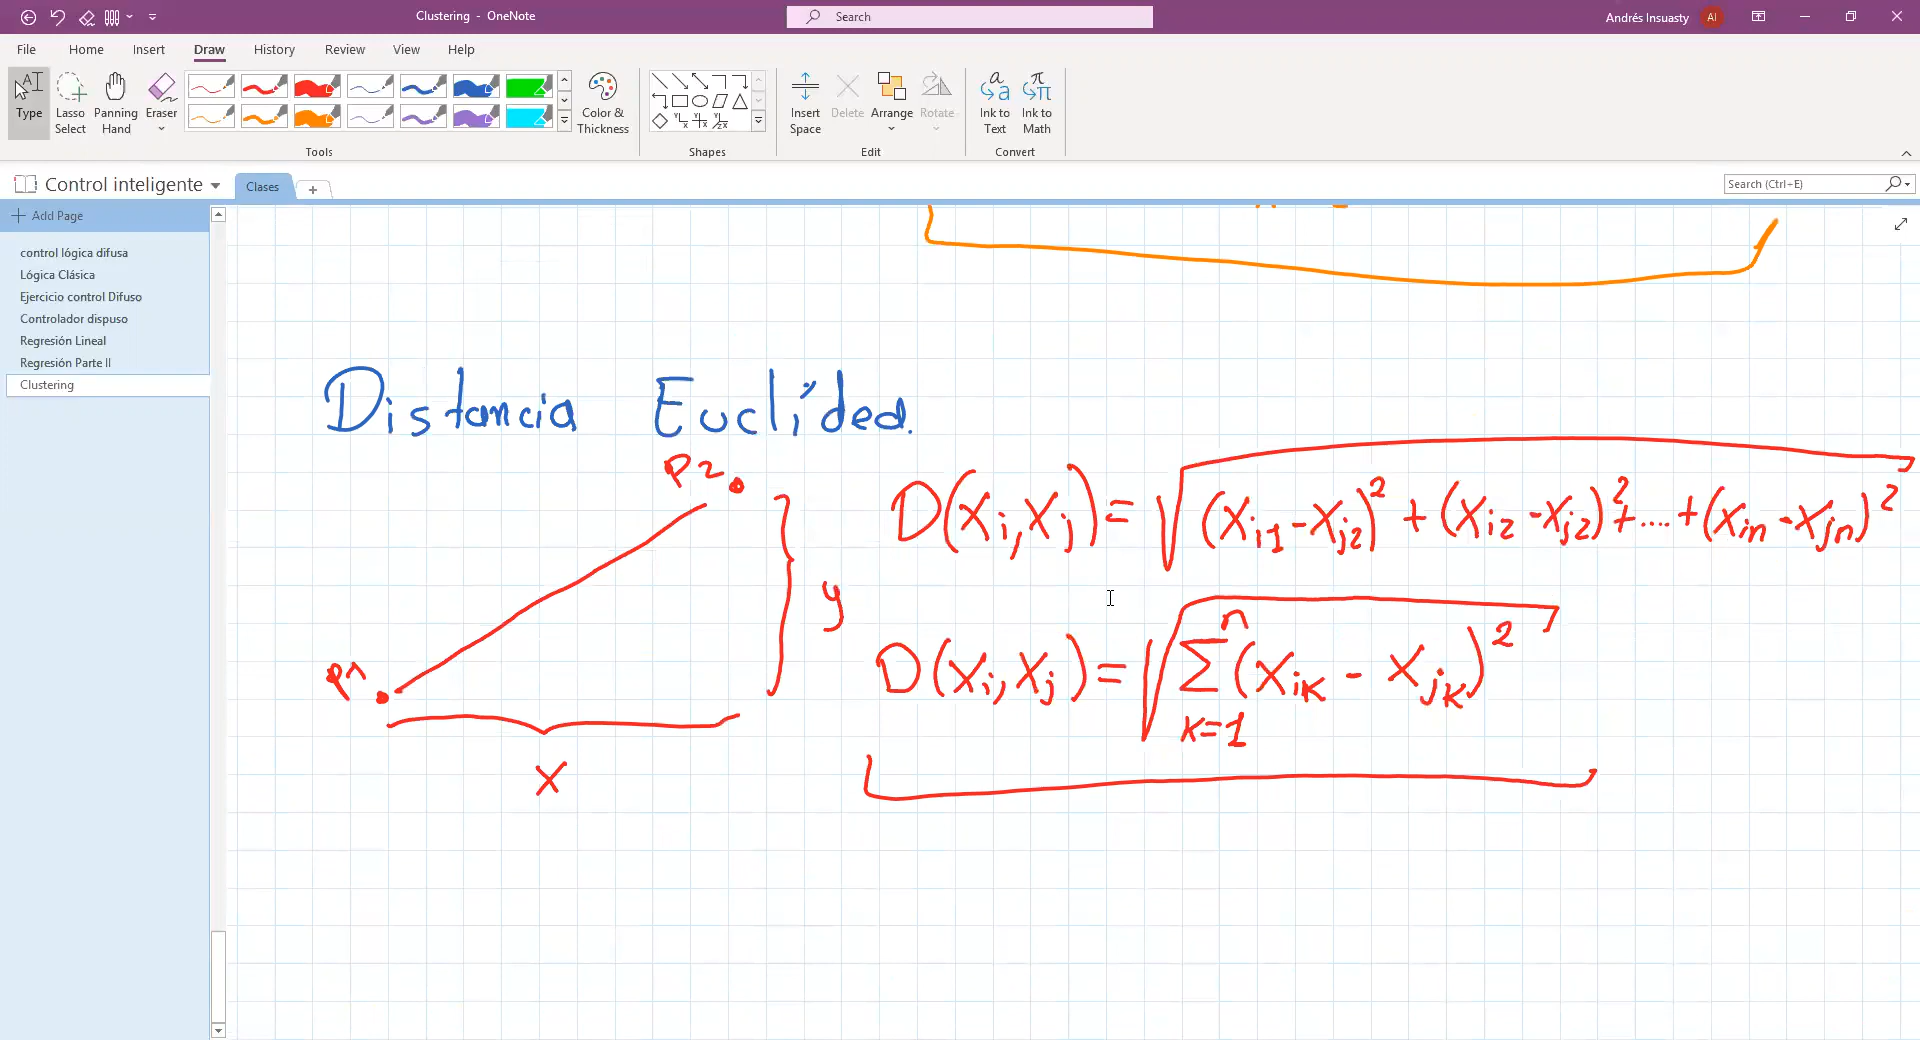 Clustering - OneNote
Search
Andrés Insuasty
AI
File Home Insert Draw History Review View Help
Type
Lasso Select
Panning Hand
Eraser
Color & Thickness
Insert Space
Delete
Arrange
Rotate
Ink to Text
Ink to Math
Tools
Shapes
Edit
Convert
Control inteligente
Clases
Search (Ctrl+E)
Add Page
control lógica difusa
Lógica Clásica
Ejercicio control Difuso
Controlador dispuso
Regresión Lineal
Regresión Parte II
Clustering
Distancia Euclídea.
P2
D(Xi, Xj) = √(Xi1 - Xj2)² + (Xi2 - Xj2)² + .... + (Xin - Xjn)²
y
P1
D(Xi, Xj) = √∑ n k=1 (Xik - Xjk)²
X